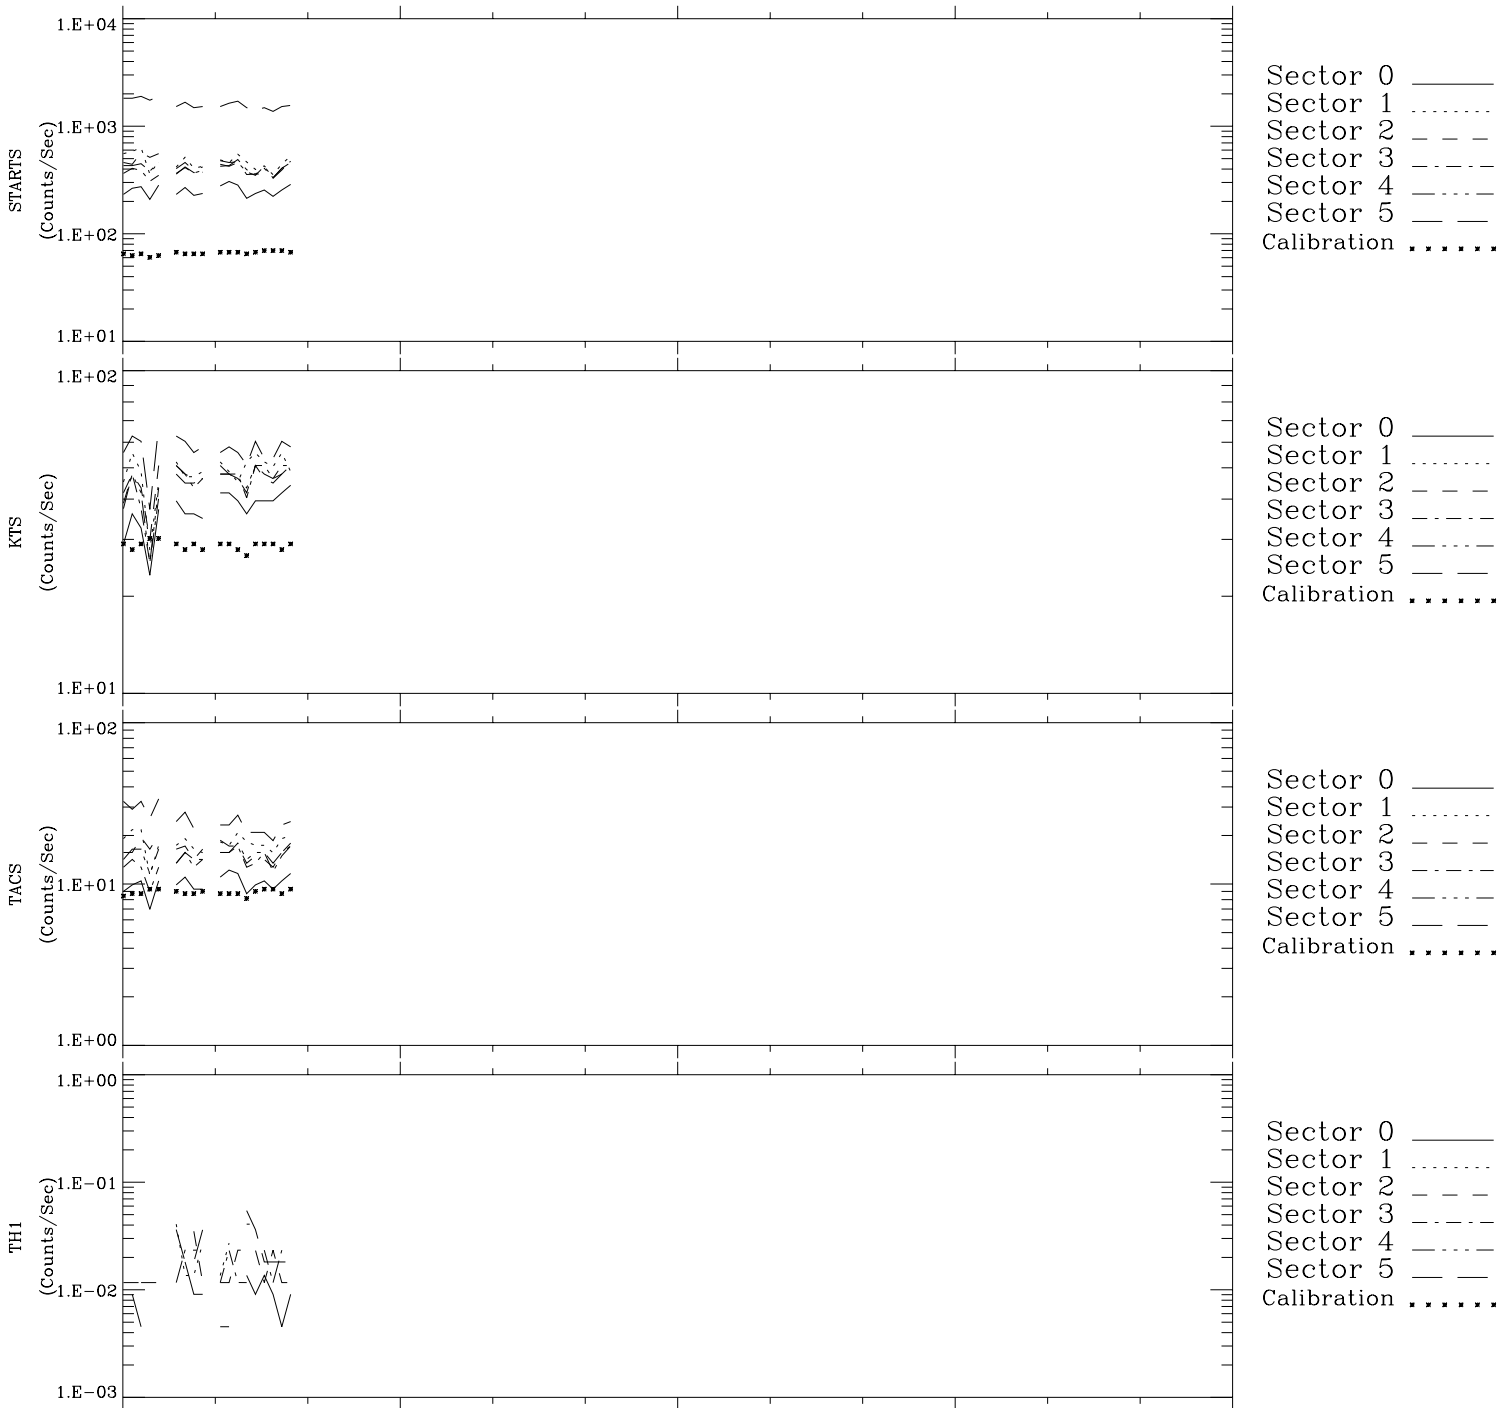 1.E+04
1.E+03
1.E+02
1.E+01
STARTS
(Counts/Sec)
Sector 0
Sector 1
Sector 2
Sector 3
Sector 4
Sector 5
Calibration
1.E+02
1.E+01
KTS
(Counts/Sec)
Sector 0
Sector 1
Sector 2
Sector 3
Sector 4
Sector 5
Calibration
1.E+02
1.E+01
1.E+00
TACS
(Counts/Sec)
Sector 0
Sector 1
Sector 2
Sector 3
Sector 4
Sector 5
Calibration
1.E+00
1.E-01
1.E-02
1.E-03
TH1
(Counts/Sec)
Sector 0
Sector 1
Sector 2
Sector 3
Sector 4
Sector 5
Calibration